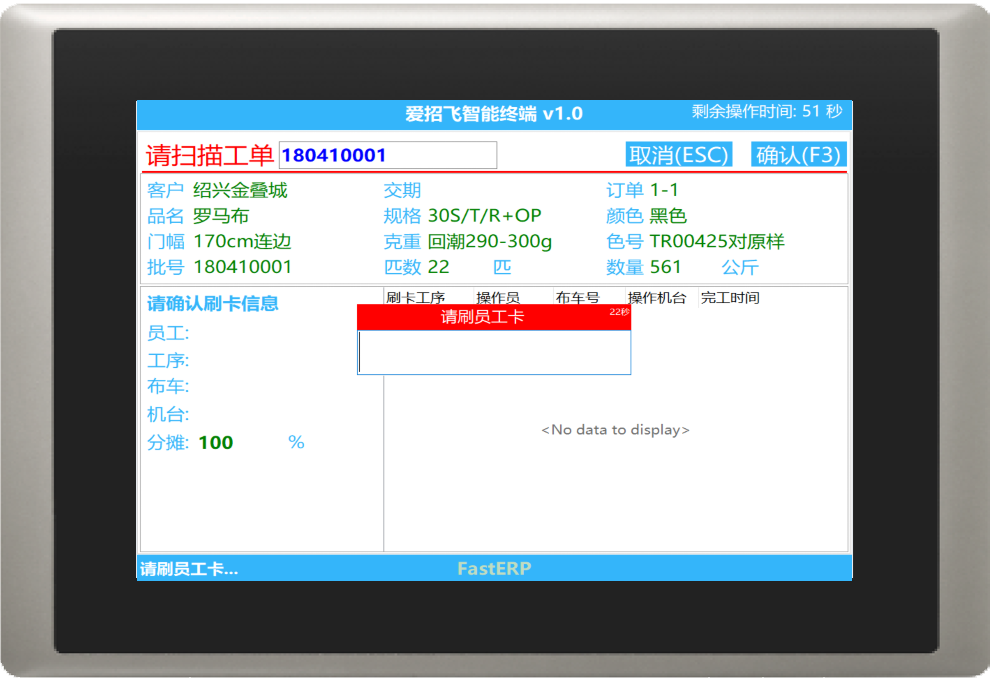 爱招飞智能终端 v1.0 剩余操作时间: 51 秒
请扫描工单 180410001 取消(ESC) 确认(F3)
客户 绍兴金叠城 交期 订单 1-1
品名 罗马布 规格 30S/T/R+OP 颜色 黑色
门幅 170cm连边 克重 回潮290-300g 色号 TR00425对原样
批号 180410001 匹数 22 匹 数量 561 公斤
请确认刷卡信息 刷卡工序 操作员 布车号 操作机台 完工时间
请刷员工卡 22秒
员工:
工序:
布车:
机台:
<No data to display>
分摊: 100 %
请刷员工卡... FastERP